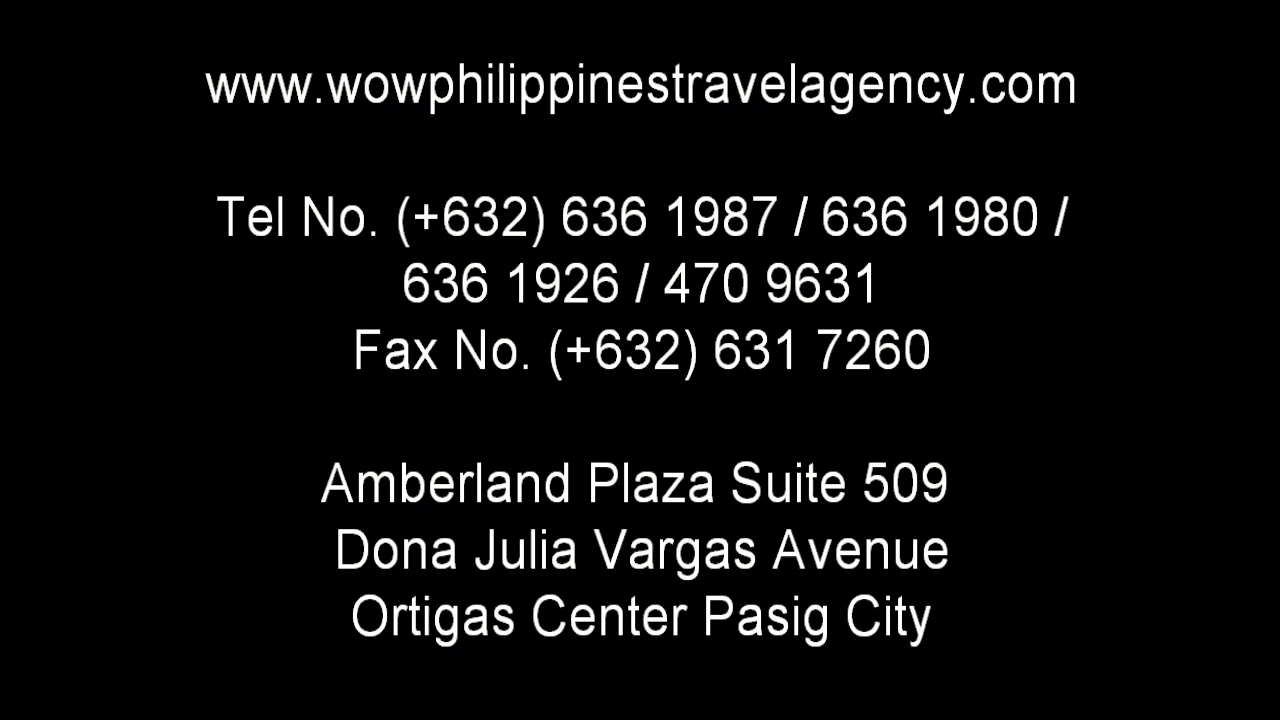 www.wowphilippinestravelagency.com
Tel No. (+632) 636 1987 / 636 1980 /
636 1926 / 470 9631
Fax No. (+632) 631 7260
Amberland Plaza Suite 509
Dona Julia Vargas Avenue
Ortigas Center Pasig City